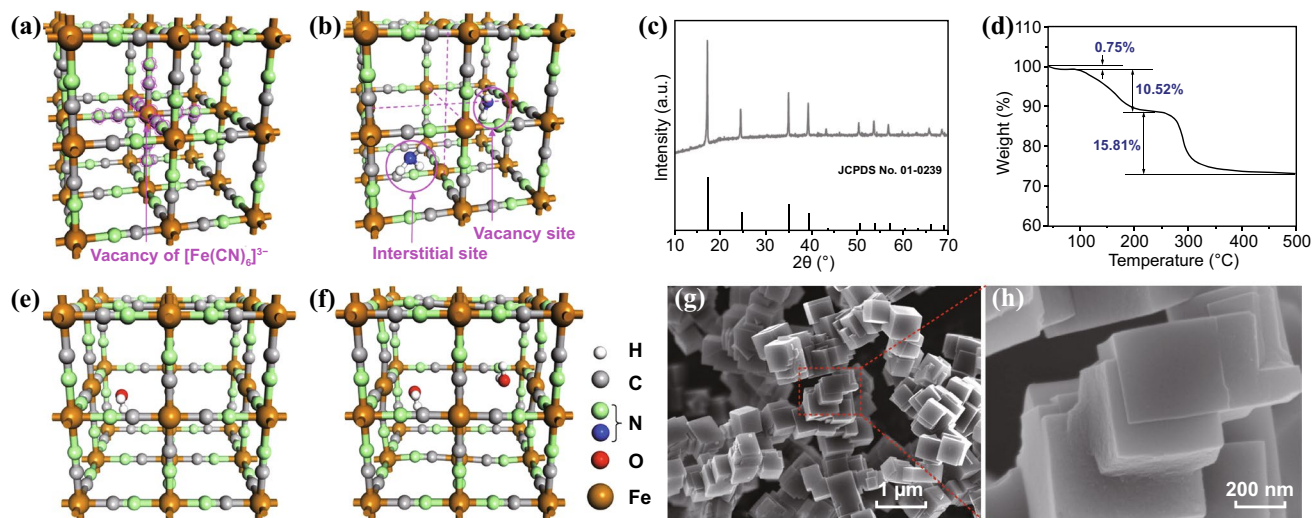 (a)
Vacancy of [Fe(CN)₆]³⁻
(b)
Interstitial site
Vacancy site
(c)
Intensity (a.u.)
JCPDS No. 01-0239
10 20 30 40 50 60 70
2θ (°)
(d)
Weight (%)
100
90
80
70
60
0.75%
10.52%
15.81%
100 200 300 400 500
Temperature (°C)
(e)
(f)
H
C
N
O
Fe
(g)
1 μm
(h)
200 nm